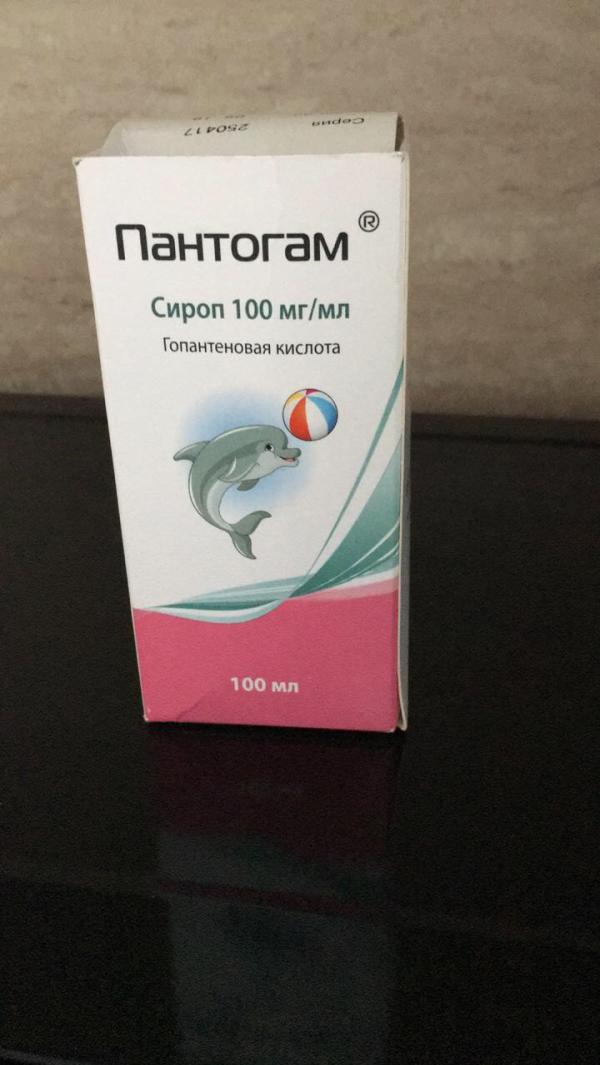 Серия 250417
Пантогам ®
Сироп 100 мг/мл
Гопантеновая кислота
100 мл